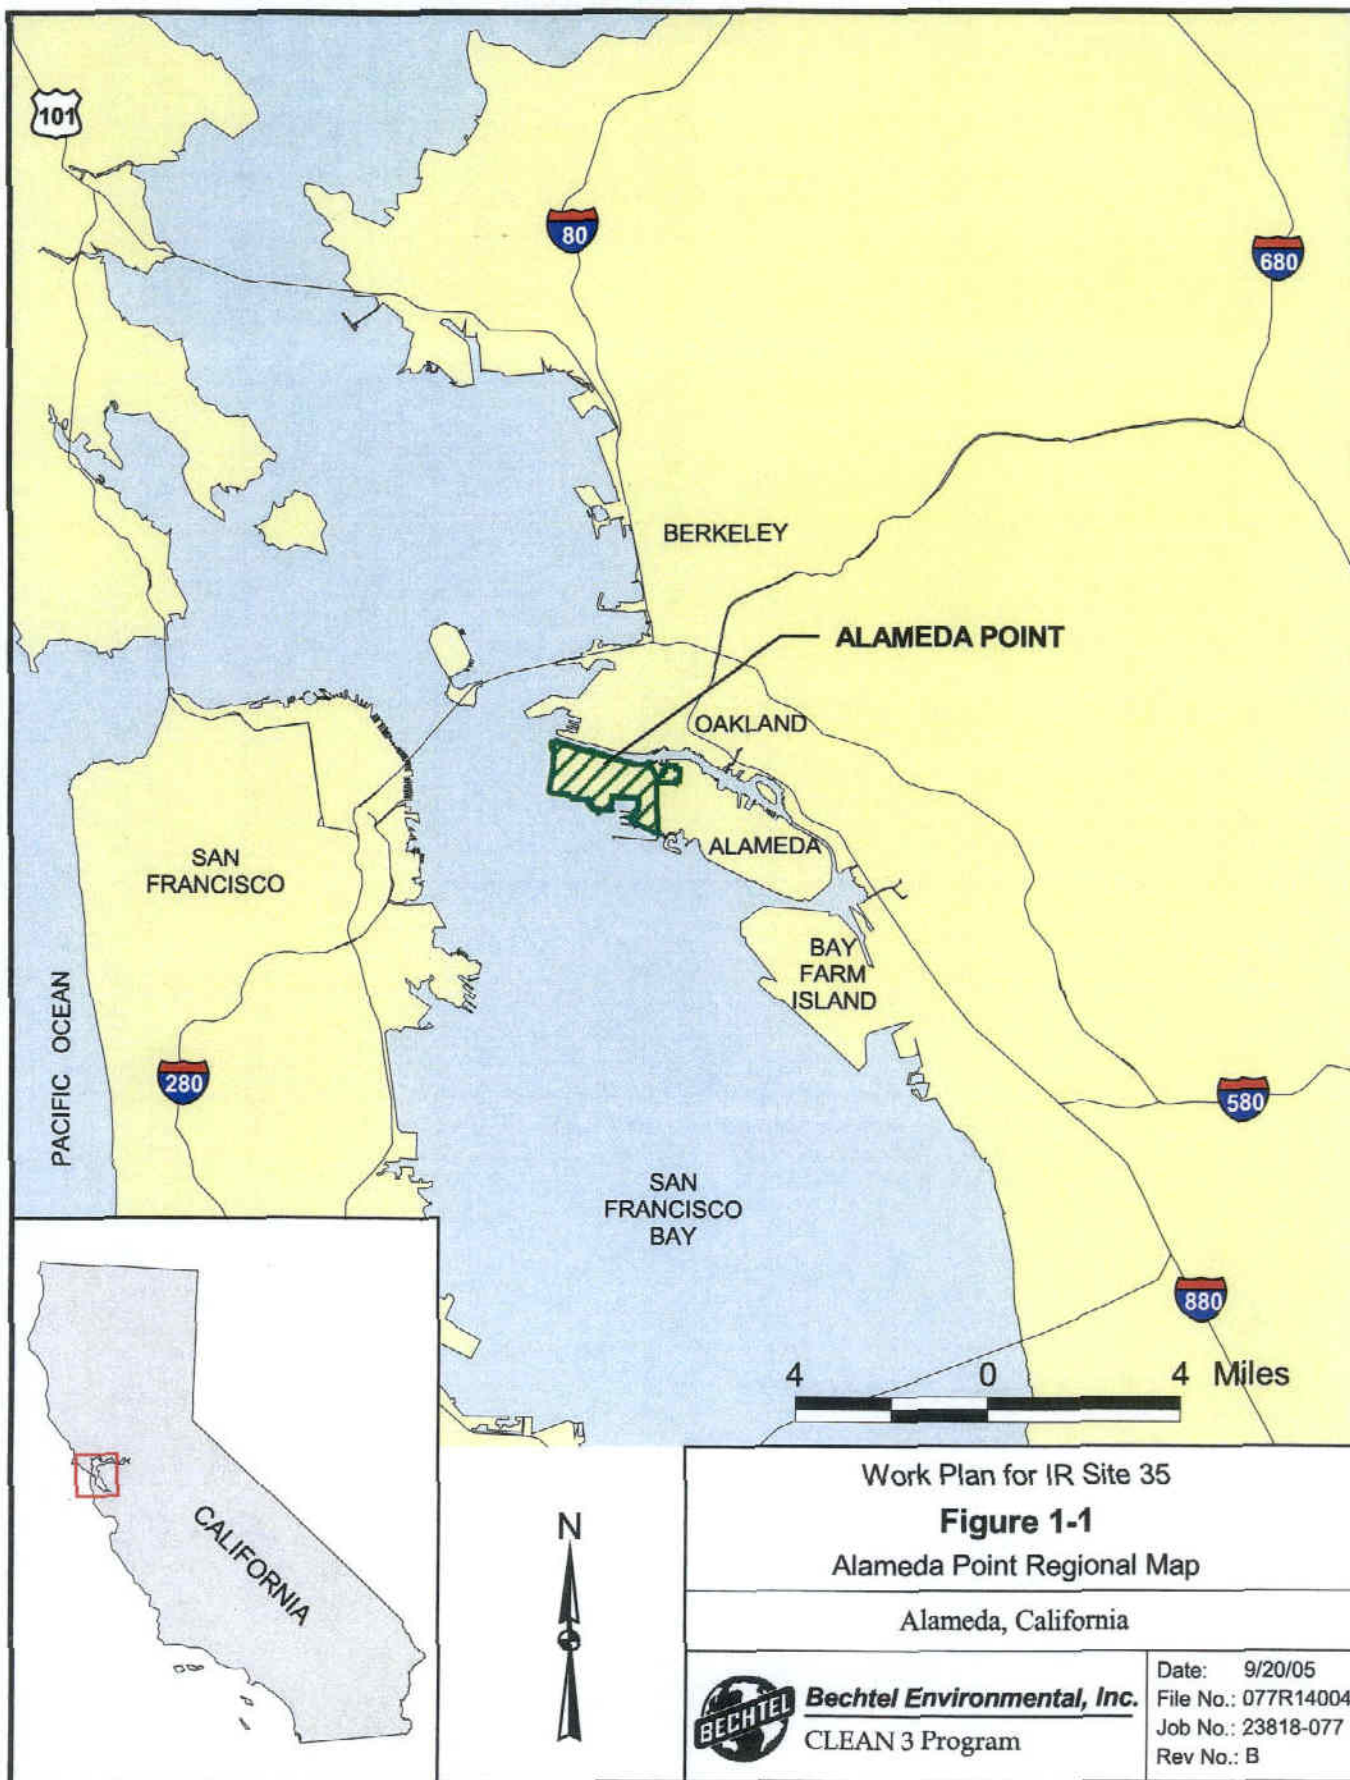 101
80
680
BERKELEY
ALAMEDA POINT
OAKLAND
ALAMEDA
SAN
FRANCISCO
BAY
FARM
ISLAND
PACIFIC OCEAN
280
580
SAN
FRANCISCO
BAY
880
4 0 4 Miles
CALIFORNIA
N
Work Plan for IR Site 35
Figure 1-1
Alameda Point Regional Map
Alameda, California
BECHTEL
Bechtel Environmental, Inc.
CLEAN 3 Program
Date: 9/20/05
File No.: 077R14004
Job No.: 23818-077
Rev No.: B